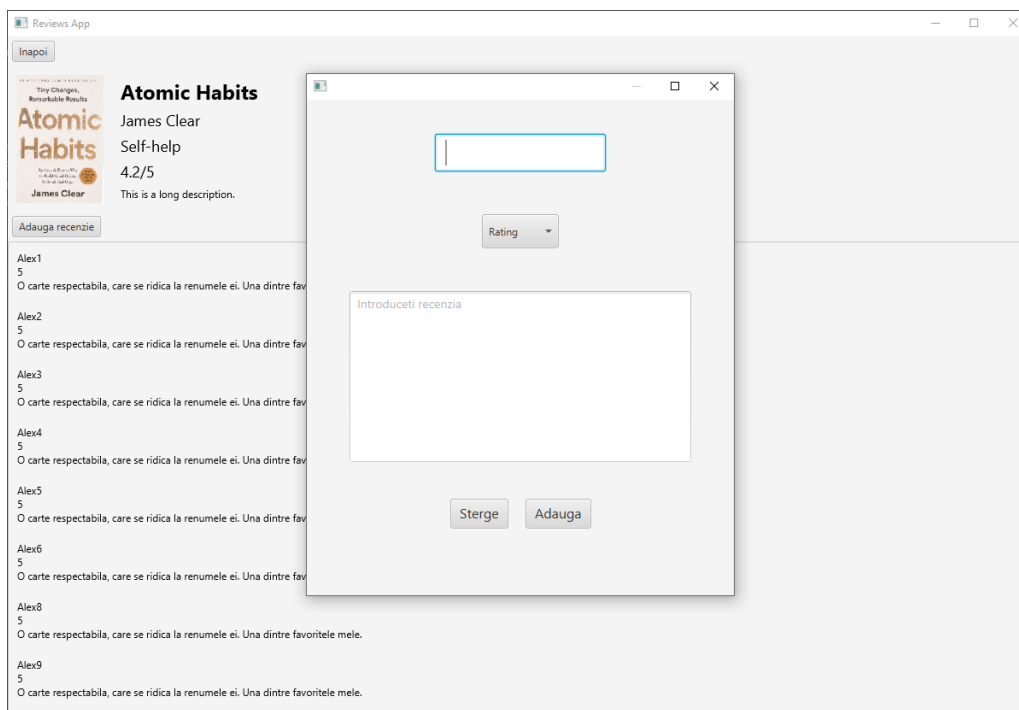 Reviews App
Inapoi
Tiny Changes,
Remarkable Results
Atomic
Habits
James Clear
Atomic Habits
James Clear
Self-help
4.2/5
This is a long description.
Adauga recenzie
Alex1
5
O carte respectabila, care se ridica la renumele ei. Una dintre fav
Alex2
5
O carte respectabila, care se ridica la renumele ei. Una dintre fav
Alex3
5
O carte respectabila, care se ridica la renumele ei. Una dintre fav
Alex4
5
O carte respectabila, care se ridica la renumele ei. Una dintre fav
Alex5
5
O carte respectabila, care se ridica la renumele ei. Una dintre fav
Alex6
5
O carte respectabila, care se ridica la renumele ei. Una dintre fav
Alex8
5
O carte respectabila, care se ridica la renumele ei. Una dintre favoritele mele.
Alex9
5
O carte respectabila, care se ridica la renumele ei. Una dintre favoritele mele.
Rating
Introduceti recenzia
Sterge
Adauga